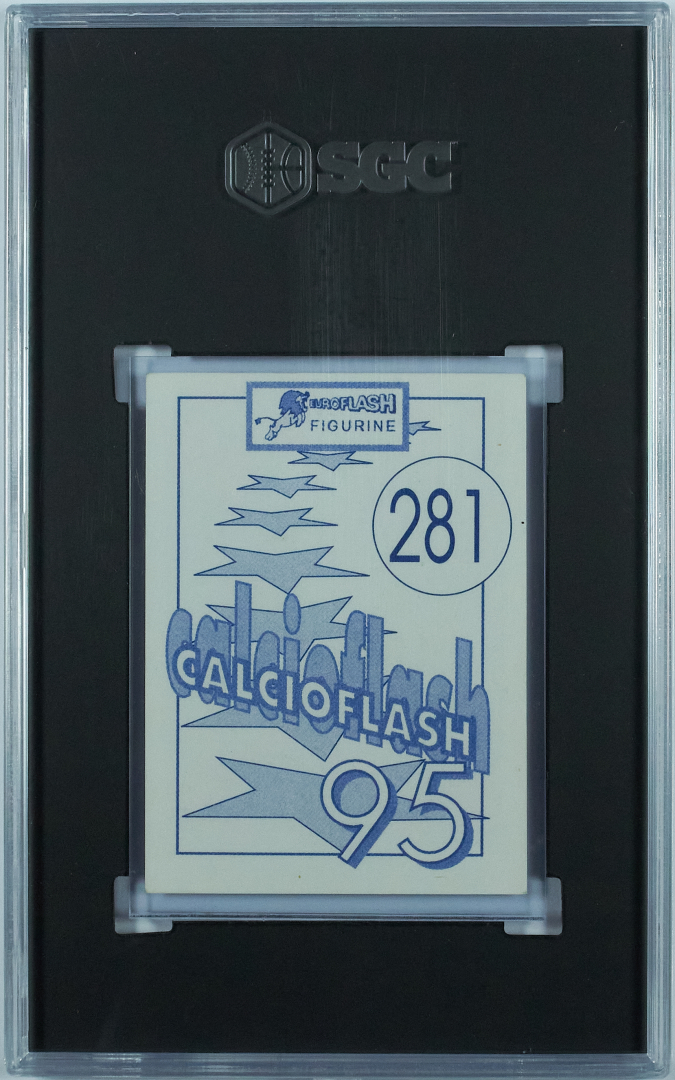 SGC
EUROFLASH
FIGURINE
281
calcioflash
CALCIOFLASH
95